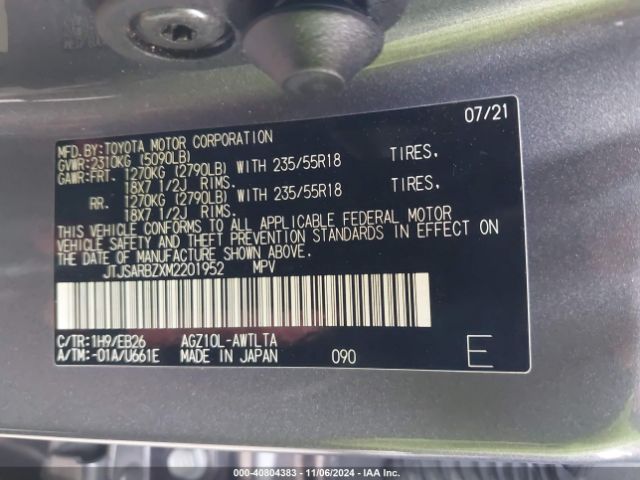 07/21
MFD.BY:TOYOTA MOTOR CORPORATION
GVWR:2310KG (5090LB)
GAWR:FRT. 1270KG (2790LB) WITH 235/55R18 TIRES.
18X7 1/2J RIMS.
RR. 1270KG (2790LB) WITH 235/55R18 TIRES.
18X7 1/2J RIMS.
THIS VEHICLE CONFORMS TO ALL APPLICABLE FEDERAL MOTOR
VEHICLE SAFETY AND THEFT PREVENTION STANDARDS IN EFFECT ON
THE DATE OF MANUFACTURE SHOWN ABOVE.
JTJSARBZXM2201952 MPV
C/TR:1H9/EB26 AGZ10L-AWTLTA
A/TM:-01A/U661E MADE IN JAPAN 090 E
000-40804383 - 11/06/2024 - IAA Inc.